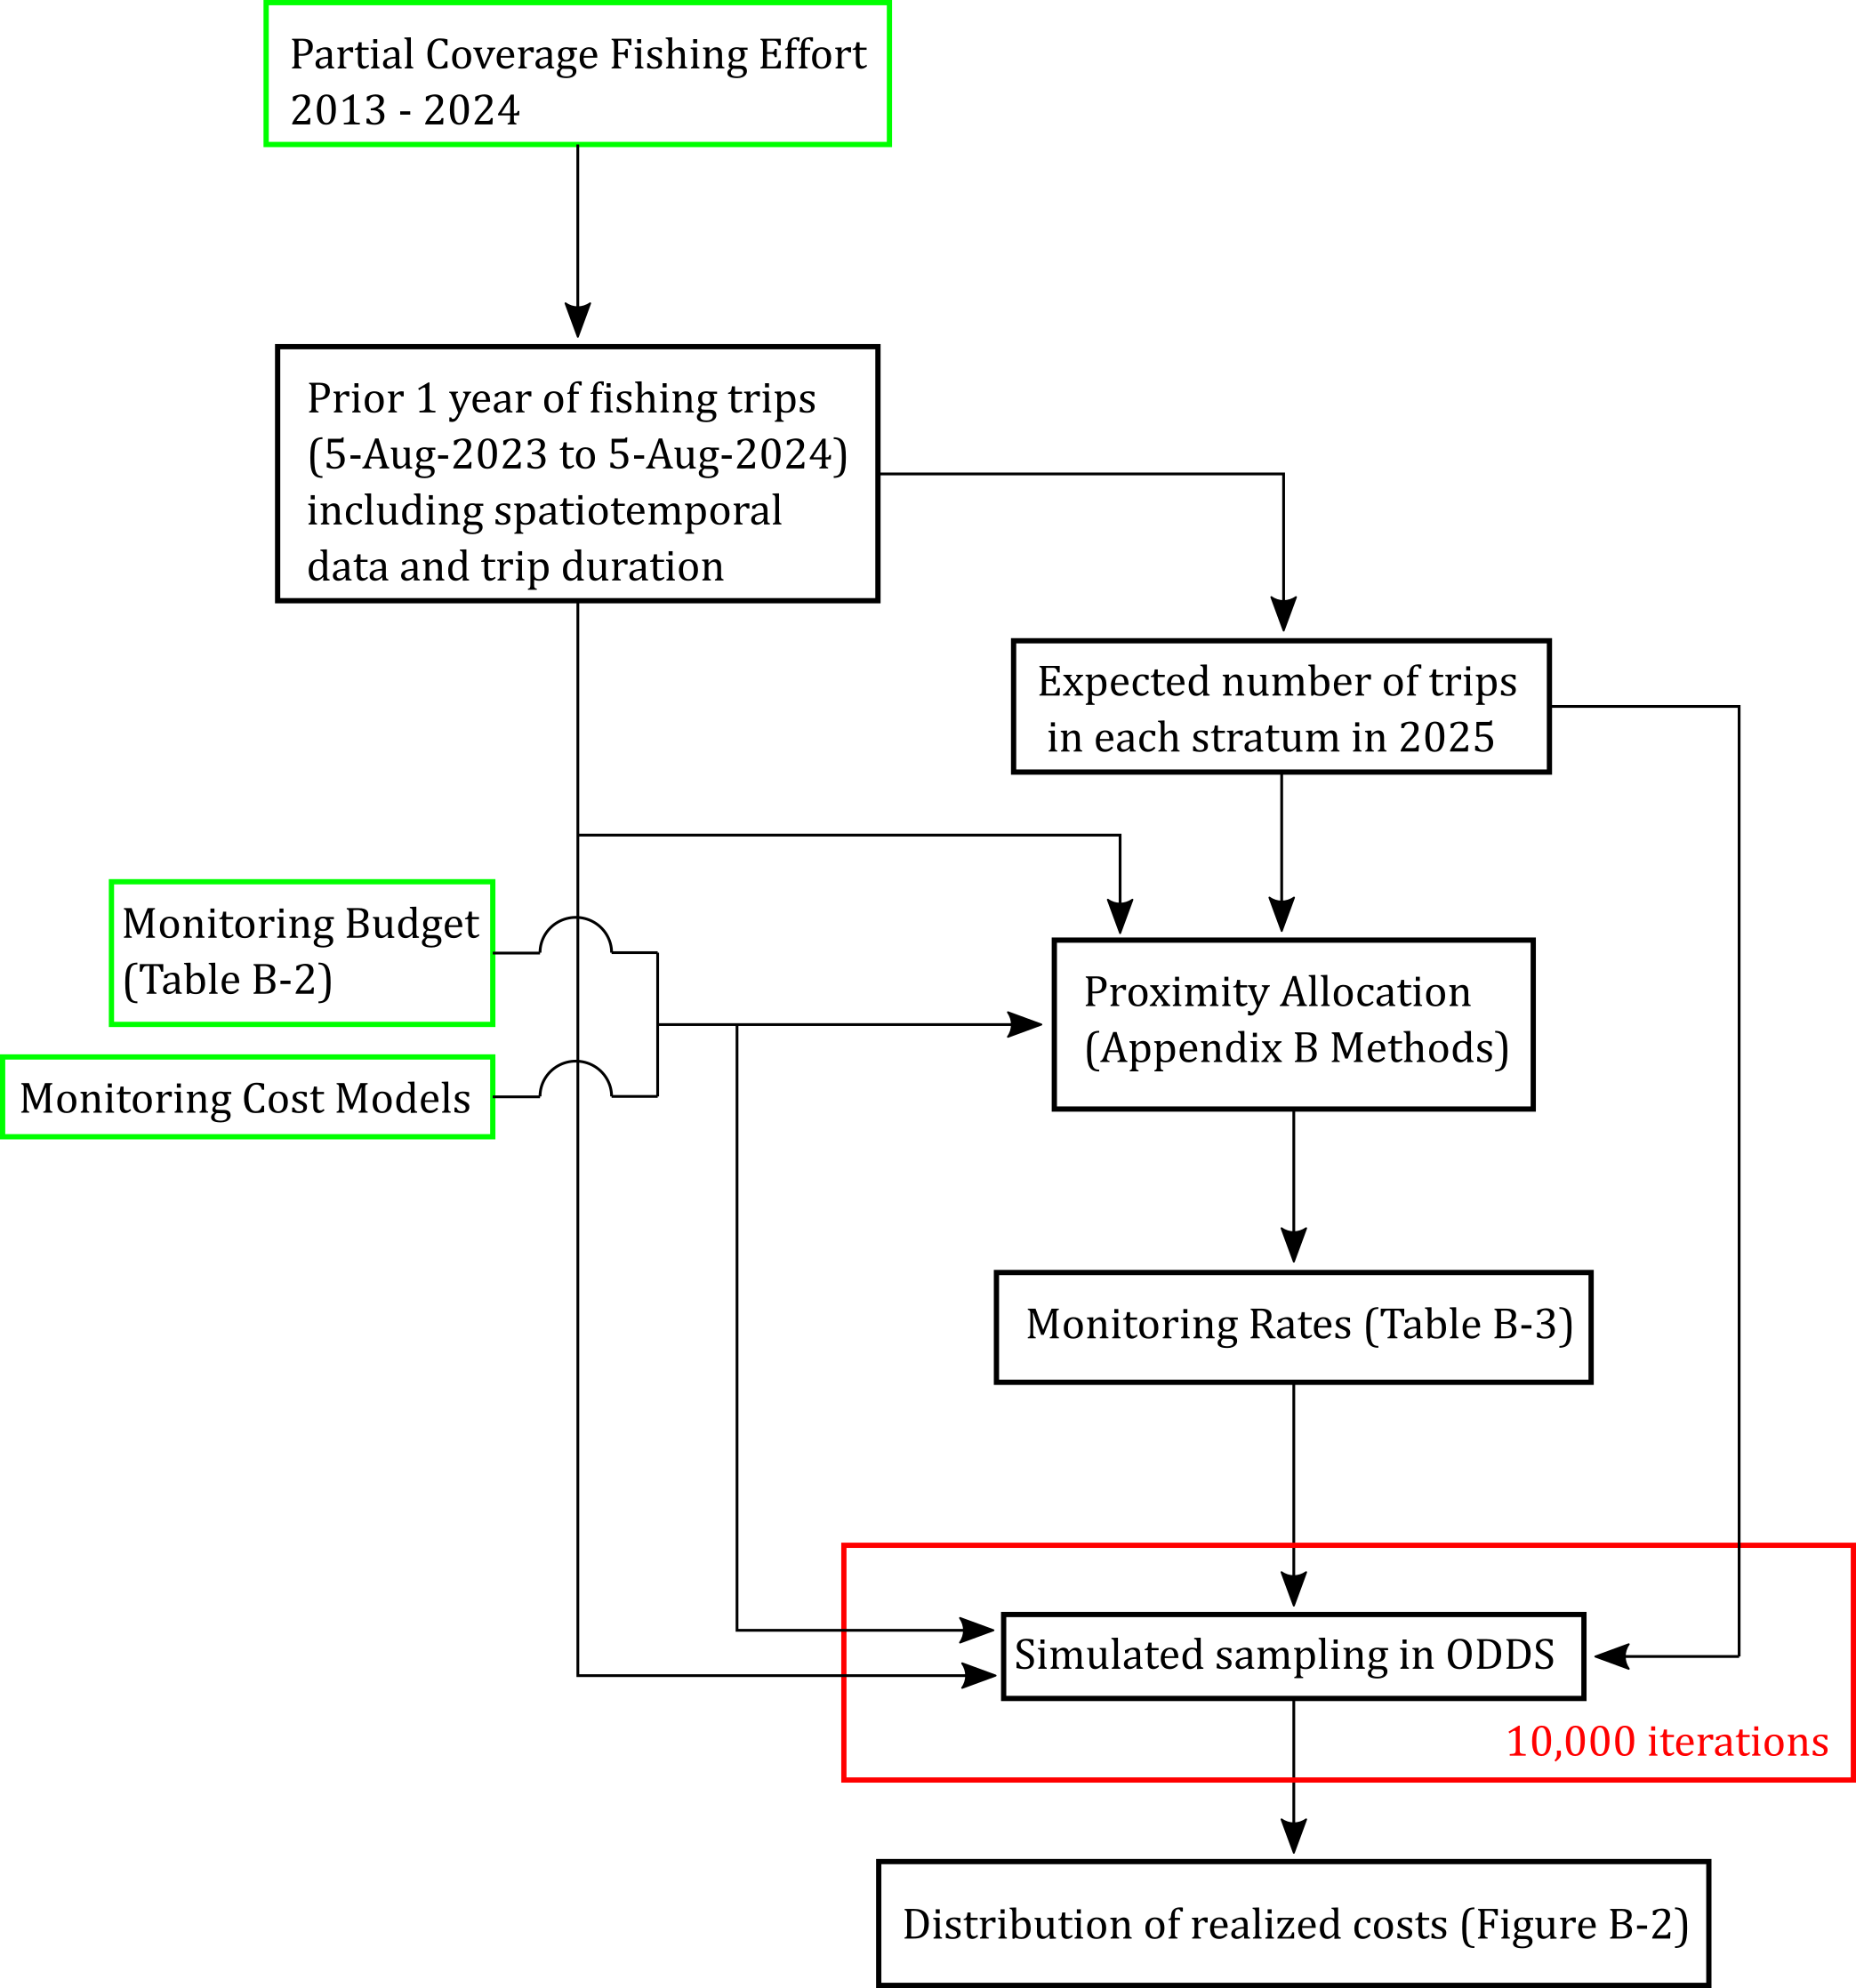 Partial Coverage Fishing Effort
2013 - 2024
Prior 1 year of fishing trips
(5-Aug-2023 to 5-Aug-2024)
including spatiotemporal
data and trip duration
Expected number of trips
in each stratum in 2025
Monitoring Budget
(Table B-2)
Monitoring Cost Models
Proximity Allocation
(Appendix B Methods)
Monitoring Rates (Table B-3)
Simulated sampling in ODDS
10,000 iterations
Distribution of realized costs (Figure B-2)